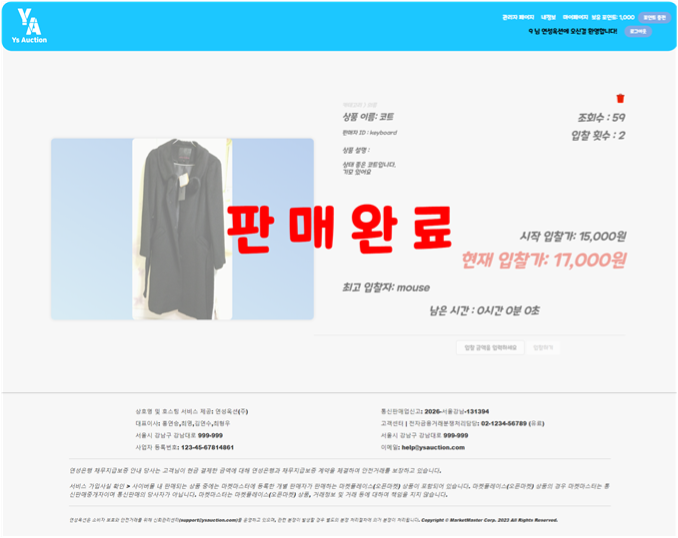 Ys Auction
관리자 페이지 내정보 마이페이지 보유 포인트: 1,000 포인트 충전
9 님 연성옥션에 오신걸 환영합니다! 로그아웃
상품 이름: 코트
조회수 : 59
판매자 ID : keyboard
입찰 횟수 : 2
상품 설명 :
상태 좋은 코트입니다.
기모 있어요
판매완료
시작 입찰가: 15,000원
현재 입찰가: 17,000원
최고 입찰자: mouse
남은 시간 : 0시간 0분 0초
입찰 금액을 입력하세요 입찰하기
상호명 및 호스팅 서비스 제공: 연성옥션(주)
통신판매업신고: 2026-서울강남-131394
대표이사: 홍연승,최명,김연수,최형우
고객센터 | 전자금융거래분쟁처리담당: 02-1234-56789 (유료)
서울시 강남구 강남대로 999-999
서울시 강남구 강남대로 999-999
사업자 등록번호: 123-45-67814861
이메일: help@ysauction.com
연성은행 채무지급보증 안내 당사는 고객님이 현금 결제한 금액에 대해 연성은행과 채무지급보증 계약을 체결하여 안전거래를 보장하고 있습니다.
서비스 가입사실 확인 > 사이버몰 내 판매되는 상품 중에는 마켓마스터에 등록한 개별 판매자가 판매하는 마켓플레이스(오픈마켓) 상품이 포함되어 있습니다. 마켓플레이스(오픈마켓) 상품의 경우 마켓마스터는 통
신판매중개자이며 통신판매의 당사자가 아닙니다. 마켓플레이스(오픈마켓) 상품, 거래정보 및 거래 등에 대하여 책임을 지지 않습니다.
연성옥션은 소비자 보호와 안전거래를 위해 신뢰관리센터(support@ysauction.com)를 운영하고 있으며, 관련 분쟁이 발생할 경우 별도의 분쟁 처리절차에 의거 분쟁이 처리됩니다. Copyright © MarketMaster Corp. 2023 All Rights Reserved.